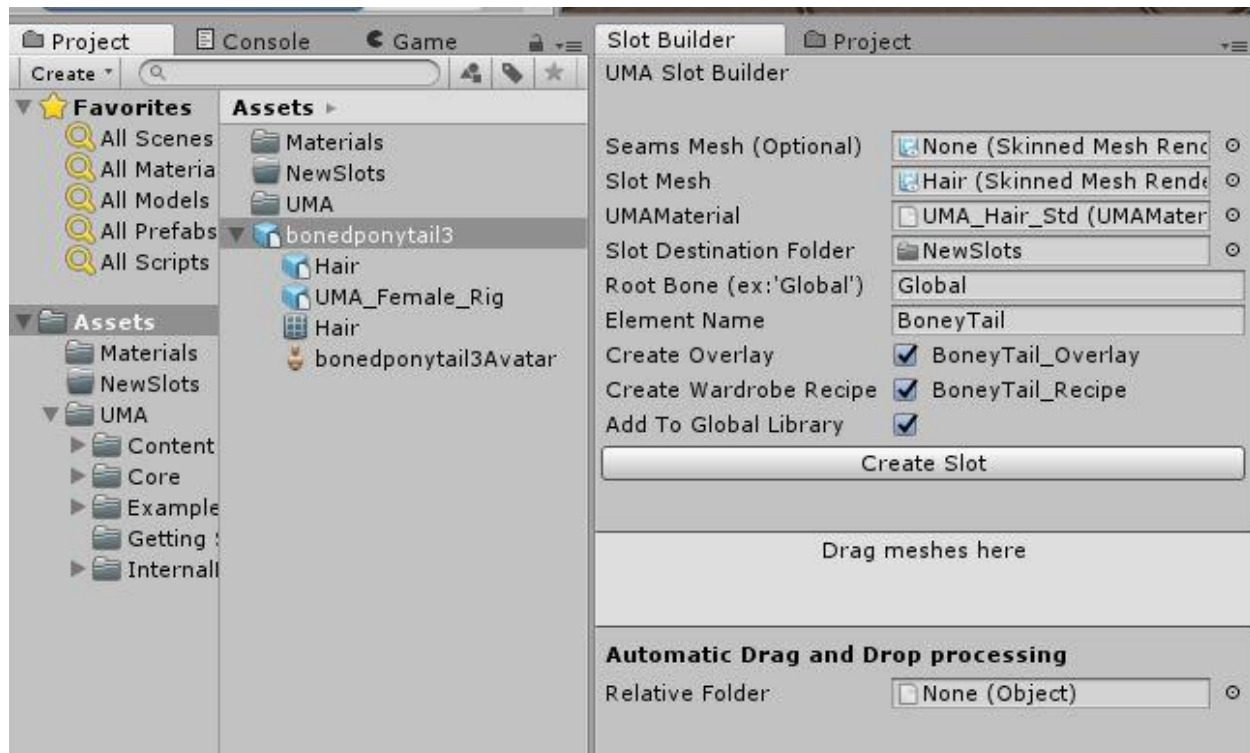 Project
Console
Game
Create
Favorites
All Scenes
All Materia
All Models
All Prefabs
All Scripts
Assets
Materials
NewSlots
UMA
Content
Core
Example
Getting
Internall
Assets
Materials
NewSlots
UMA
bonedponytail3
Hair
UMA_Female_Rig
Hair
bonedponytail3Avatar
Slot Builder
Project
UMA Slot Builder
Seams Mesh (Optional) None (Skinned Mesh Renc
Slot Mesh Hair (Skinned Mesh Rende
UMAMaterial UMA_Hair_Std (UMAMater
Slot Destination Folder NewSlots
Root Bone (ex:'Global') Global
Element Name BoneyTail
Create Overlay BoneyTail_Overlay
Create Wardrobe Recipe BoneyTail_Recipe
Add To Global Library
Create Slot
Drag meshes here
Automatic Drag and Drop processing
Relative Folder None (Object)